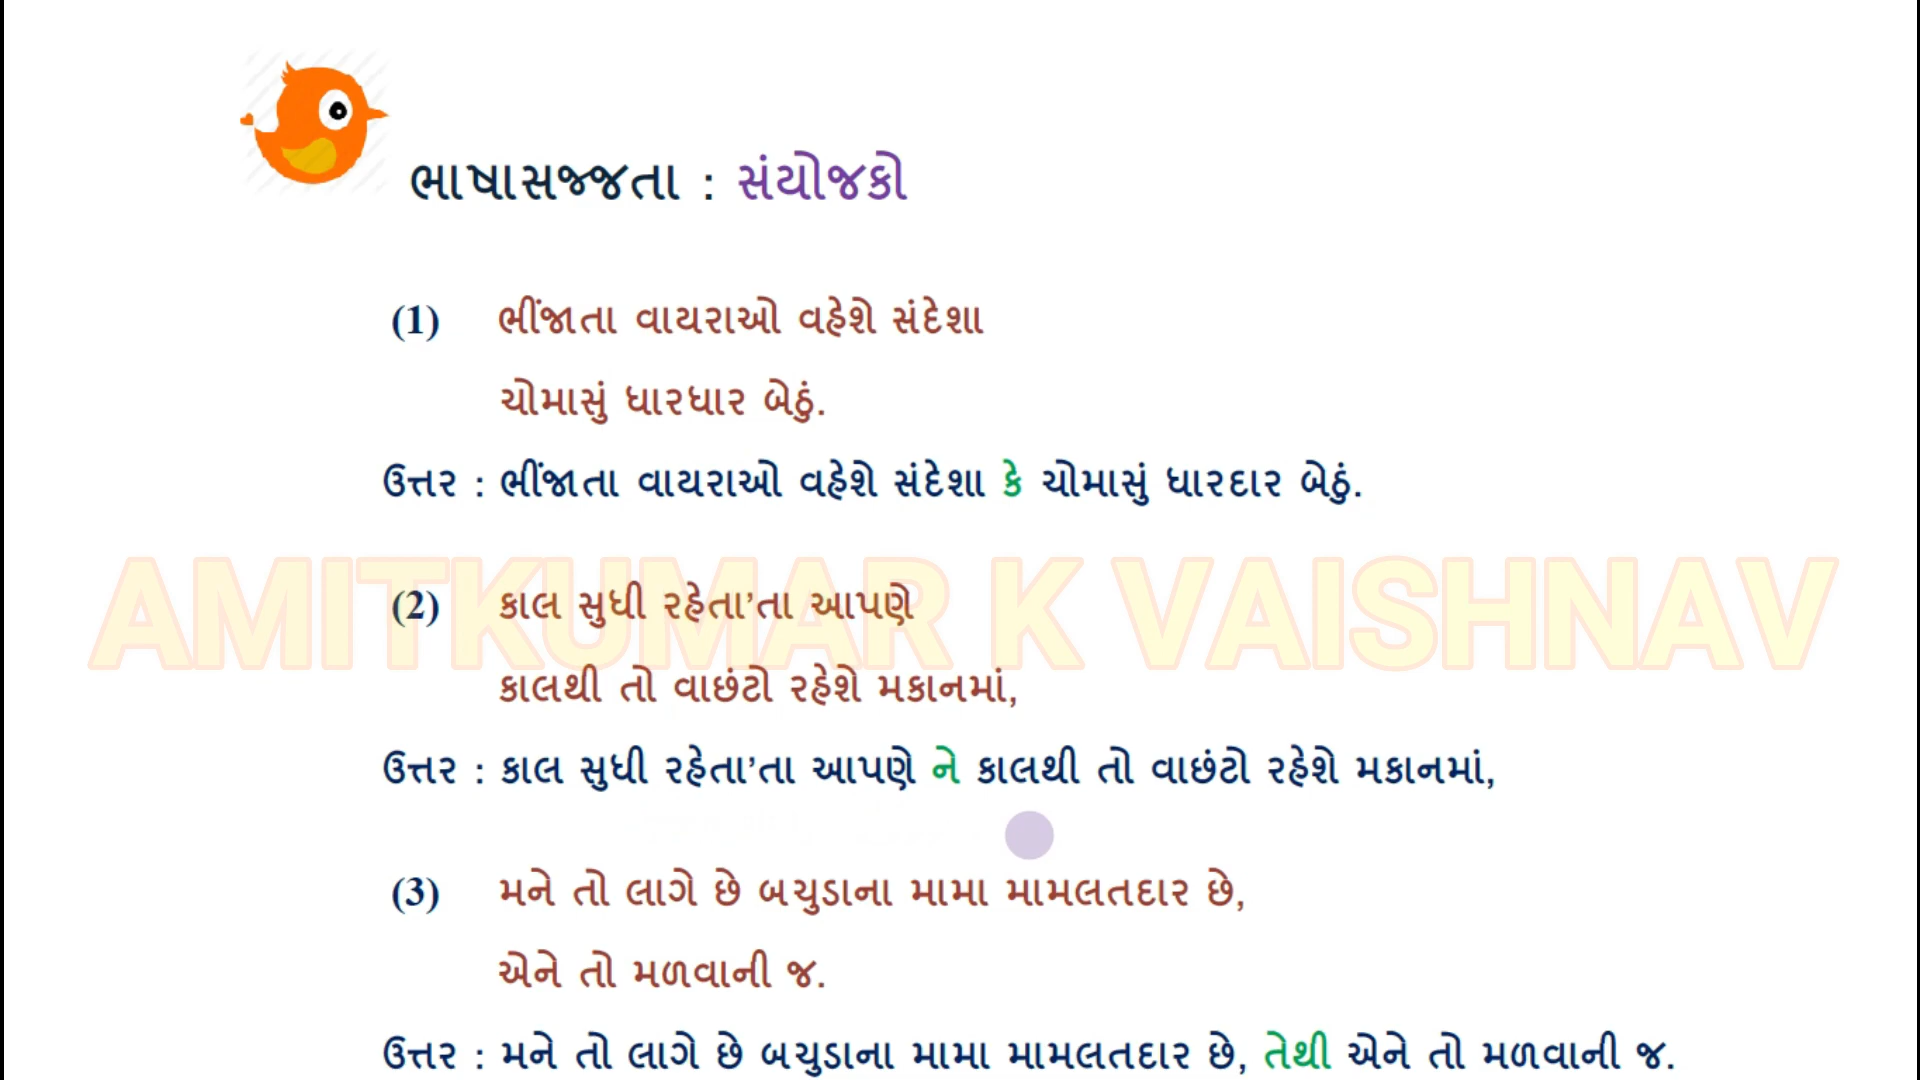 ભાષાસજ્જતા : સંયોજકો
(1) ભીંજાતા વાયરાઓ વહેશે સંદેશા
ચોમાસું ધારધાર બેઠું.
ઉત્તર : ભીંજાતા વાયરાઓ વહેશે સંદેશા કે ચોમાસું ધારદાર બેઠું.
AMITKUMAR K VAISHNAV
(2) કાલ સુધી રહેતા’તા આપણે
કાલથી તો વાછંટો રહેશે મકાનમાં,
ઉત્તર : કાલ સુધી રહેતા’તા આપણે ને કાલથી તો વાછંટો રહેશે મકાનમાં,
(3) મને તો લાગે છે બચુડાના મામા મામલતદાર છે,
એને તો મળવાની જ.
ઉત્તર : મને તો લાગે છે બચુડાના મામા મામલતદાર છે, તેથી એને તો મળવાની જ.